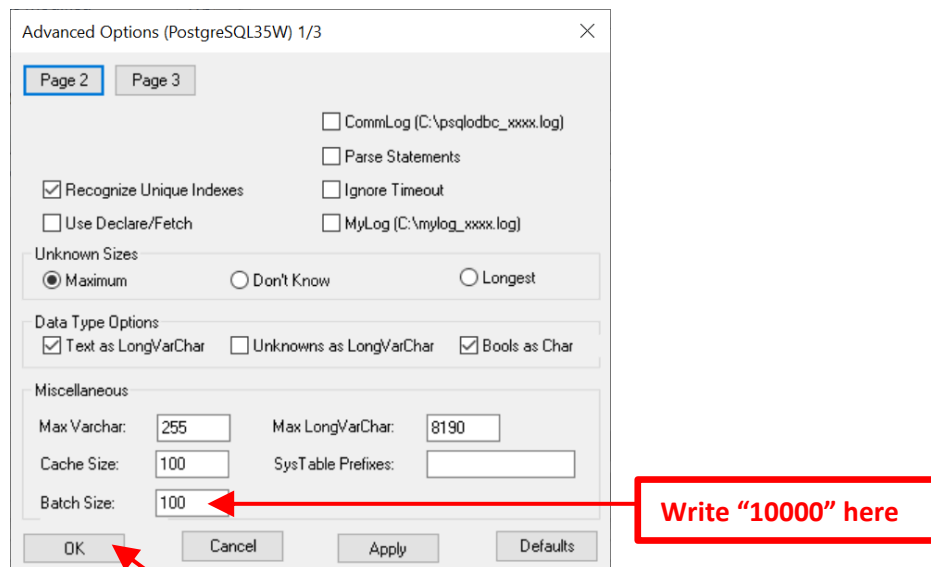 Advanced Options (PostgreSQL35W) 1/3
Page 2 Page 3
CommLog (C:\psqlodbc_xxxx.log)
Parse Statements
Recognize Unique Indexes Ignore Timeout
Use Declare/Fetch MyLog (C:\mylog_xxxx.log)
Unknown Sizes
Maximum Don't Know Longest
Data Type Options
Text as LongVarChar Unknowns as LongVarChar Bools as Char
Miscellaneous
Max Varchar: 255 Max LongVarChar: 8190
Cache Size: 100 SysTable Prefixes:
Batch Size: 100
Write “10000” here
OK Cancel Apply Defaults